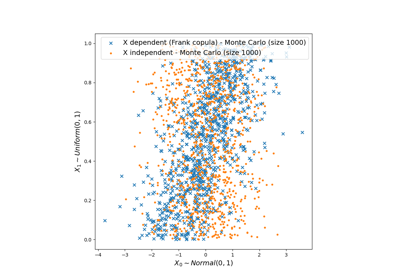 X dependent (Frank copula) - Monte Carlo (size 1000)
X independent - Monte Carlo (size 1000)
1.0
0.8
0.6
0.4
0.2
0.0
X₁ − Uniform(0, 1)
−4 −3 −2 −1 0 1 2 3
X₀ − Normal(0, 1)